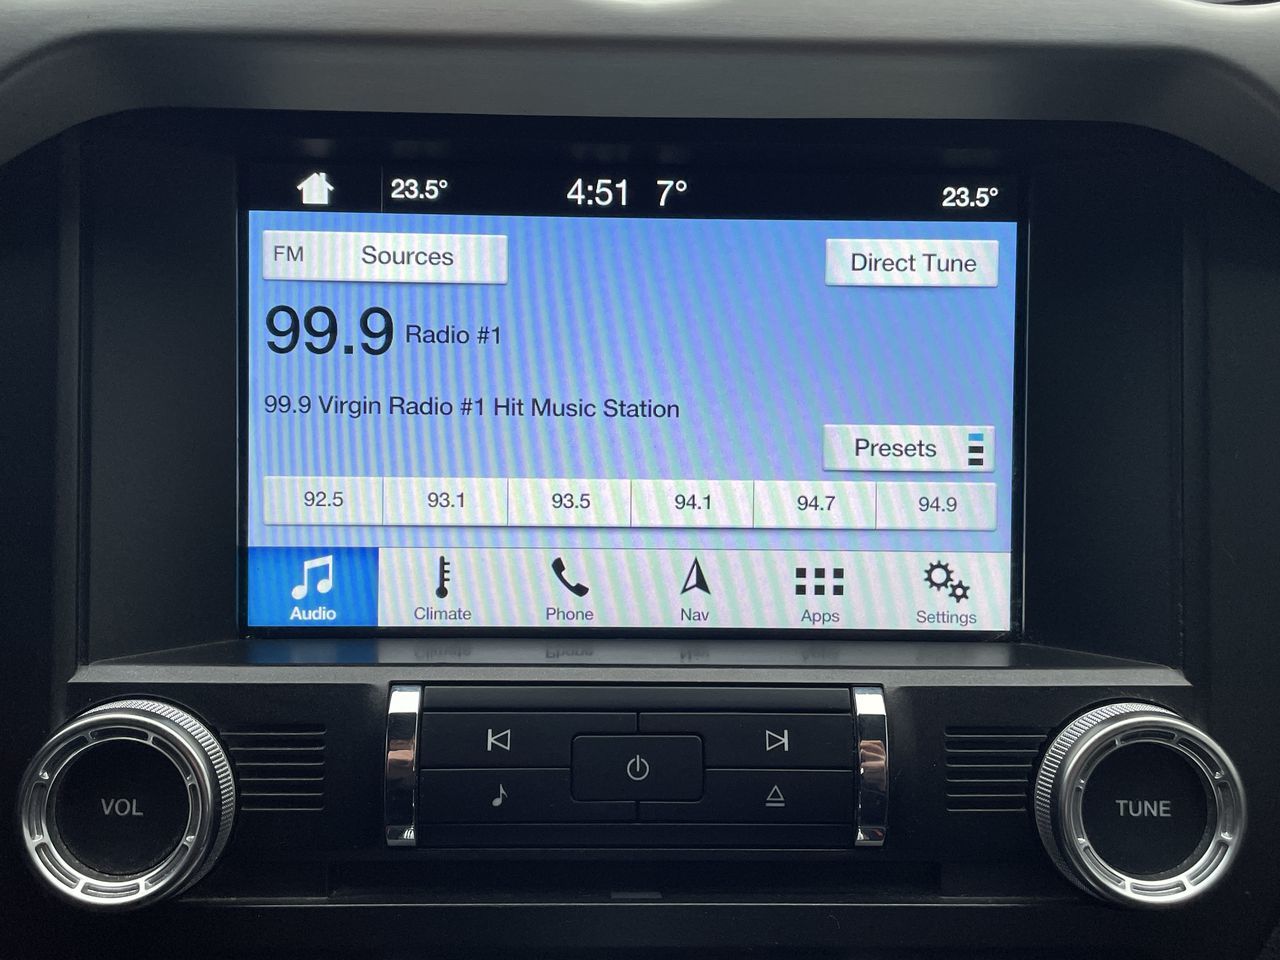 23.5° 4:51 7° 23.5°
FM Sources Direct Tune
99.9 Radio #1
99.9 Virgin Radio #1 Hit Music Station
Presets
92.5 93.1 93.5 94.1 94.7 94.9
Audio Climate Phone Nav Apps Settings
VOL TUNE